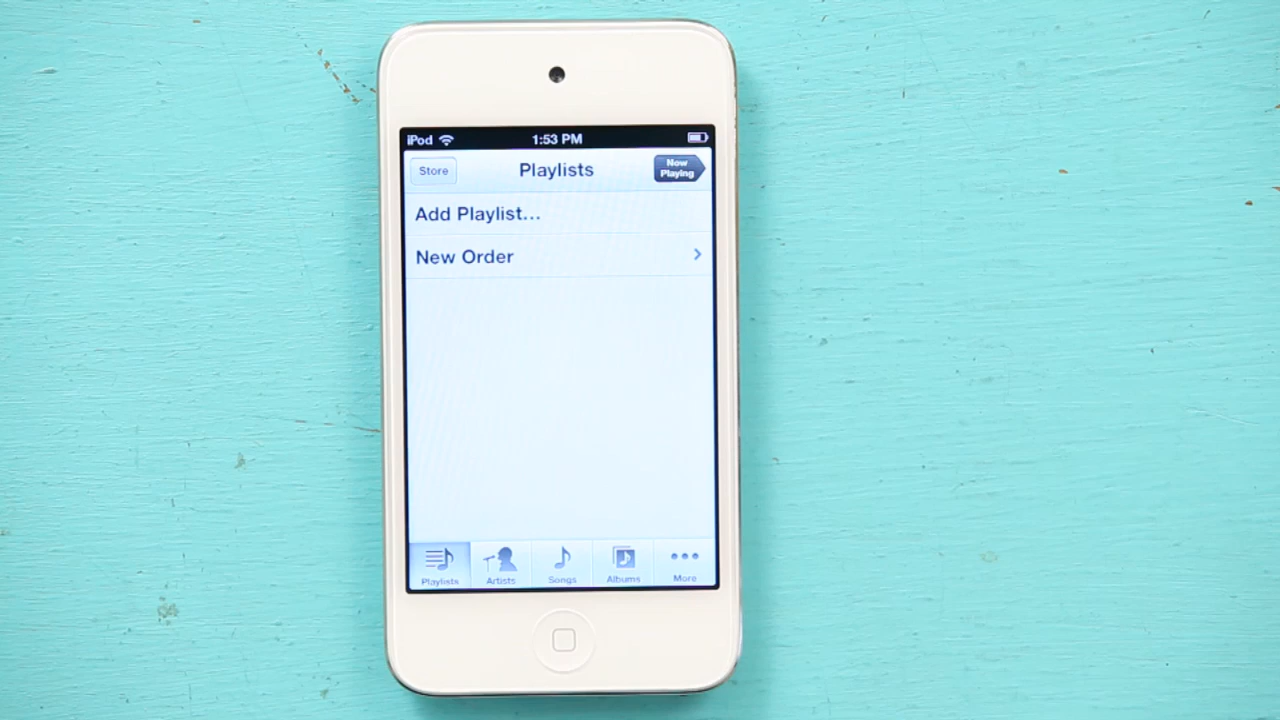 iPod 1:53 PM
Store Playlists Now Playing
Add Playlist...
New Order
Playlists Artists Songs Albums More